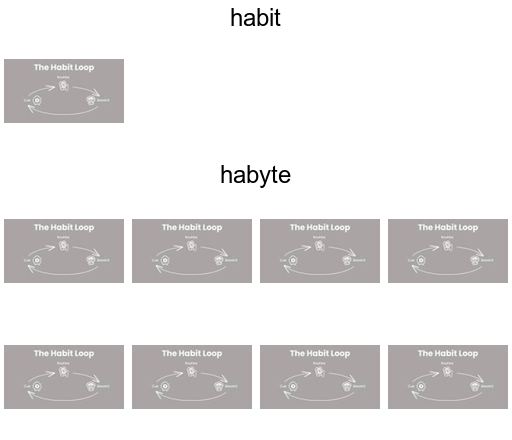 habit
The Habit Loop
Routine
Cue
Reward
habyte
The Habit Loop The Habit Loop The Habit Loop The Habit Loop
Routine Routine Routine Routine
Cue Reward Cue Reward Cue Reward Cue Reward
The Habit Loop The Habit Loop The Habit Loop The Habit Loop
Routine Routine Routine Routine
Cue Reward Cue Reward Cue Reward Cue Reward